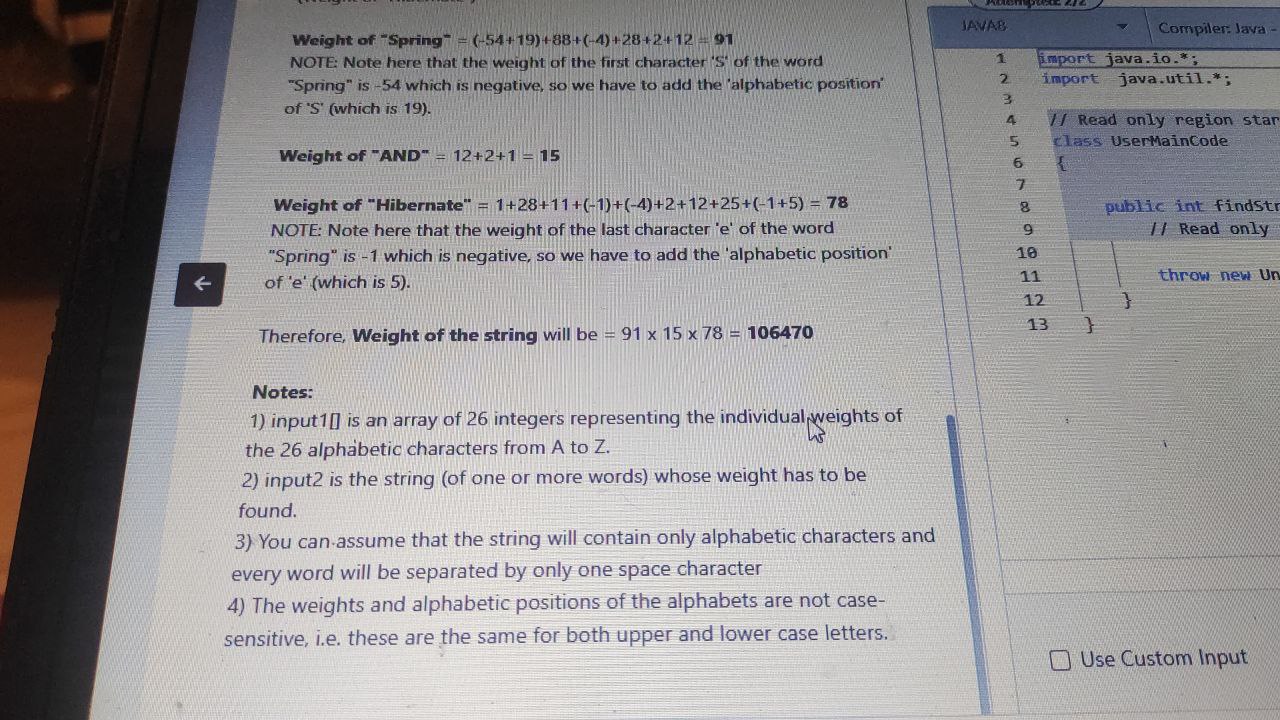 Weight of "Spring" = (-54+19)+88+(-4)+28+2+12 = 91
NOTE: Note here that the weight of the first character 'S' of the word
"Spring" is -54 which is negative, so we have to add the 'alphabetic position'
of 'S' (which is 19).
Weight of "AND" = 12+2+1 = 15
Weight of "Hibernate" = 1+28+11+(-1)+(-4)+2+12+25+(-1+5) = 78
NOTE: Note here that the weight of the last character 'e' of the word
"Spring" is -1 which is negative, so we have to add the 'alphabetic position'
of 'e' (which is 5).
Therefore, Weight of the string will be = 91 x 15 x 78 = 106470
Notes:
1) input1[] is an array of 26 integers representing the individual weights of
the 26 alphabetic characters from A to Z.
2) input2 is the string (of one or more words) whose weight has to be
found.
3) You can assume that the string will contain only alphabetic characters and
every word will be separated by only one space character
4) The weights and alphabetic positions of the alphabets are not case-
sensitive, i.e. these are the same for both upper and lower case letters.
Attempted: 2/2
JAVA8
Compiler: Java -
1 import java.io.*;
2 import java.util.*;
3
4 // Read only region star
5 class UserMainCode
6 {
7
8 public int findStr
9 // Read only
10
11 throw new Un
12 }
13 }
Use Custom Input